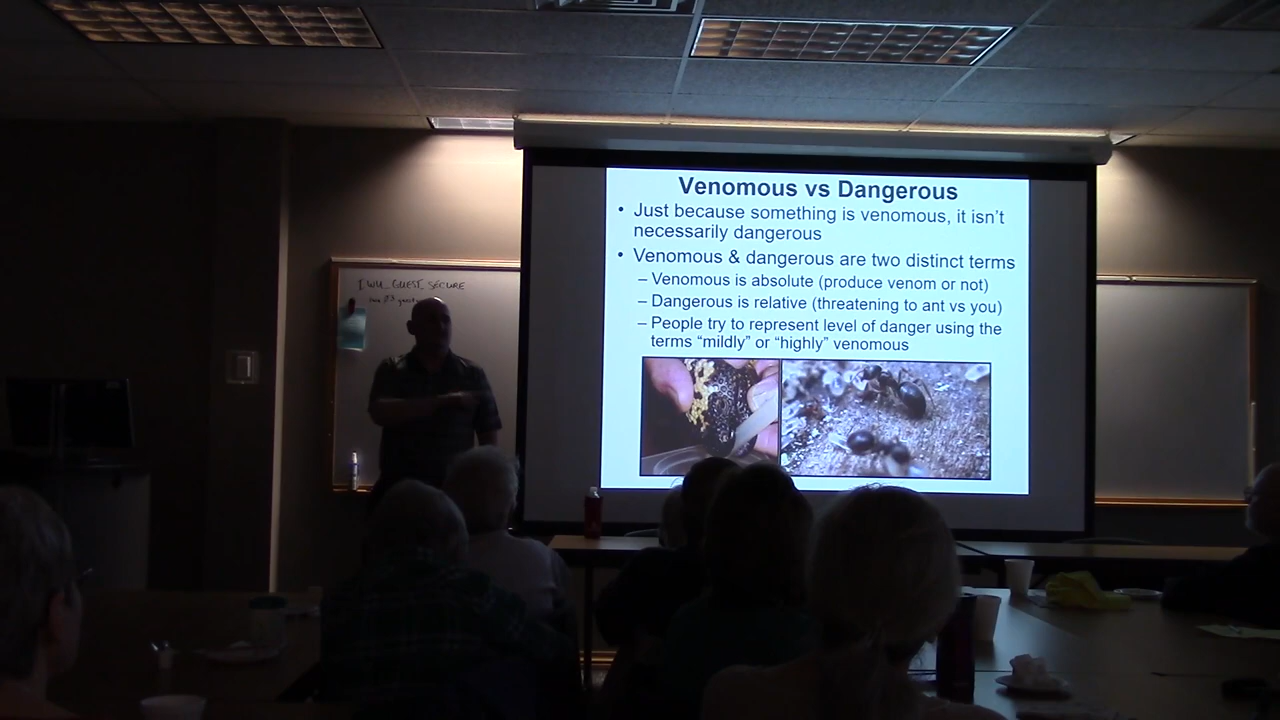 Venomous vs Dangerous
• Just because something is venomous, it isn't
necessarily dangerous
• Venomous & dangerous are two distinct terms
– Venomous is absolute (produce venom or not)
– Dangerous is relative (threatening to ant vs you)
– People try to represent level of danger using the
terms "mildly" or "highly" venomous
IWU_GUEST_SECURE